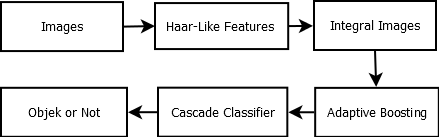 Images
Haar-Like Features
Integral Images
Adaptive Boosting
Cascade Classifier
Objek or Not